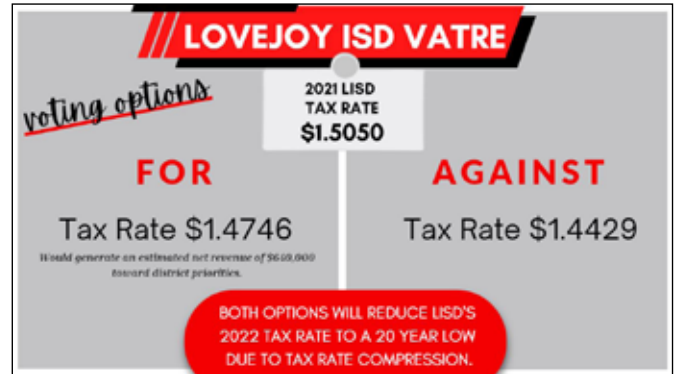 LOVEJOY ISD VATRE
voting options
2021 LISD
TAX RATE
$1.5050
FOR
Tax Rate $1.4746
Would generate an estimated net revenue of
toward district priorities.
AGAINST
Tax Rate $1.4429
BOTH OPTIONS WILL REDUCE LISD'S
2022 TAX RATE TO A 20 YEAR LOW
DUE TO TAX RATE COMPRESSION.